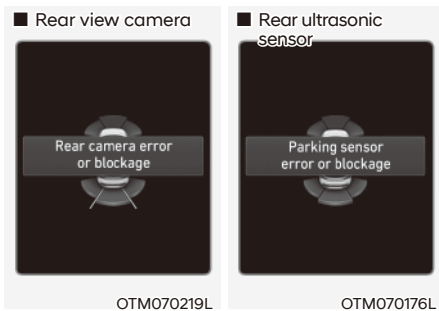 ■ Rear view camera
Rear camera error
or blockage
OTM070219L
■ Rear ultrasonic
sensor
Parking sensor
error or blockage
OTM070176L